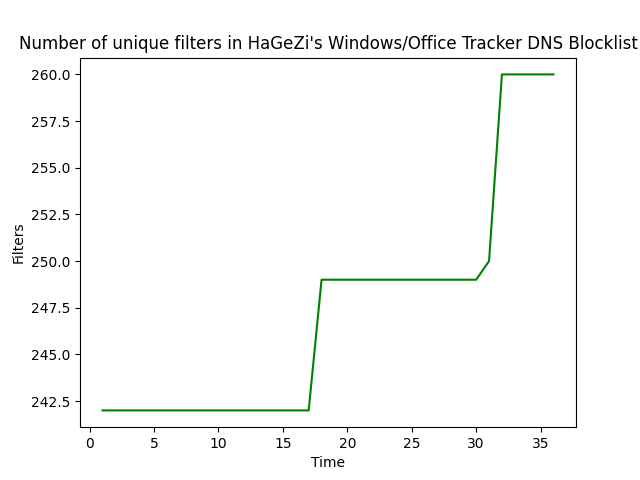 Number of unique filters in HaGeZi's Windows/Office Tracker DNS Blocklist
260.0
257.5
255.0
252.5
250.0
247.5
245.0
242.5
Filters
0 5 10 15 20 25 30 35
Time